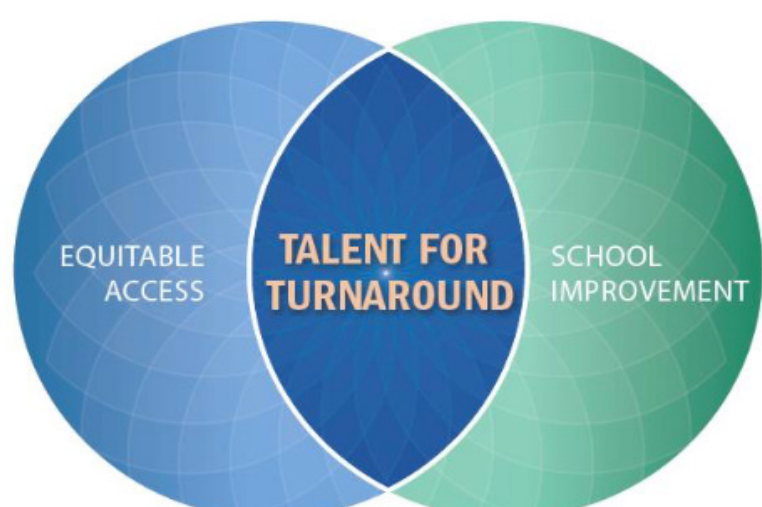 EQUITABLE
ACCESS
TALENT FOR
TURNAROUND
SCHOOL
IMPROVEMENT